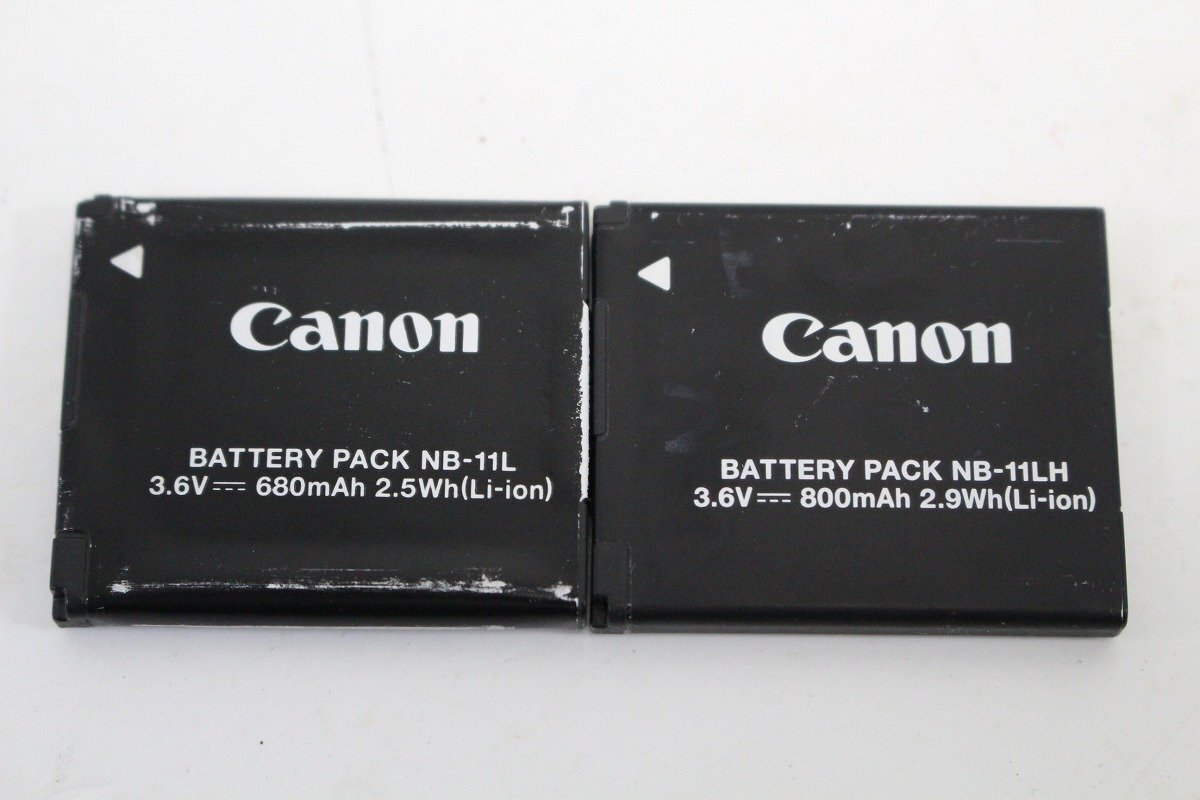 Canon
BATTERY PACK NB-11L
3.6V⎓ 680mAh 2.5Wh(Li-ion)
Canon
BATTERY PACK NB-11LH
3.6V⎓ 800mAh 2.9Wh(Li-ion)